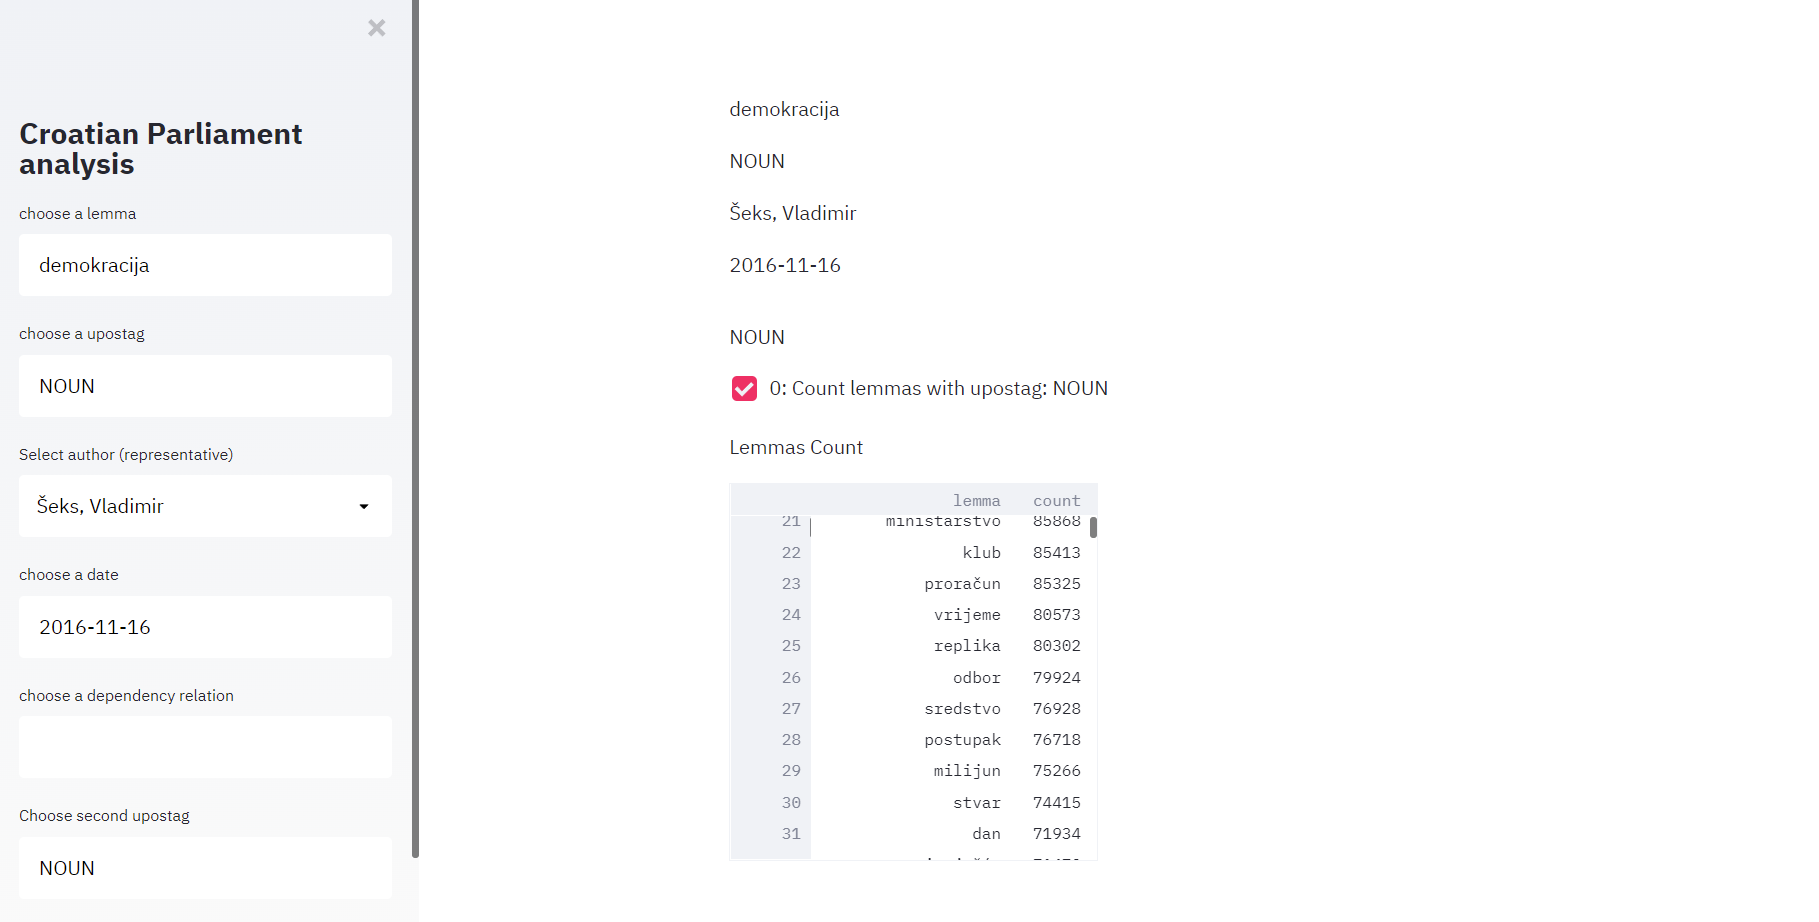 Croatian Parliament
analysis
choose a lemma
demokracija
choose a upostag
NOUN
Select author (representative)
Šeks, Vladimir
choose a date
2016-11-16
choose a dependency relation
Choose second upostag
NOUN
demokracija
NOUN
Šeks, Vladimir
2016-11-16
NOUN
0: Count lemmas with upostag: NOUN
Lemmas Count
lemma count
21 ministarstvo 85868
22 klub 85413
23 proračun 85325
24 vrijeme 80573
25 replika 80302
26 odbor 79924
27 sredstvo 76928
28 postupak 76718
29 milijun 75266
30 stvar 74415
31 dan 71934